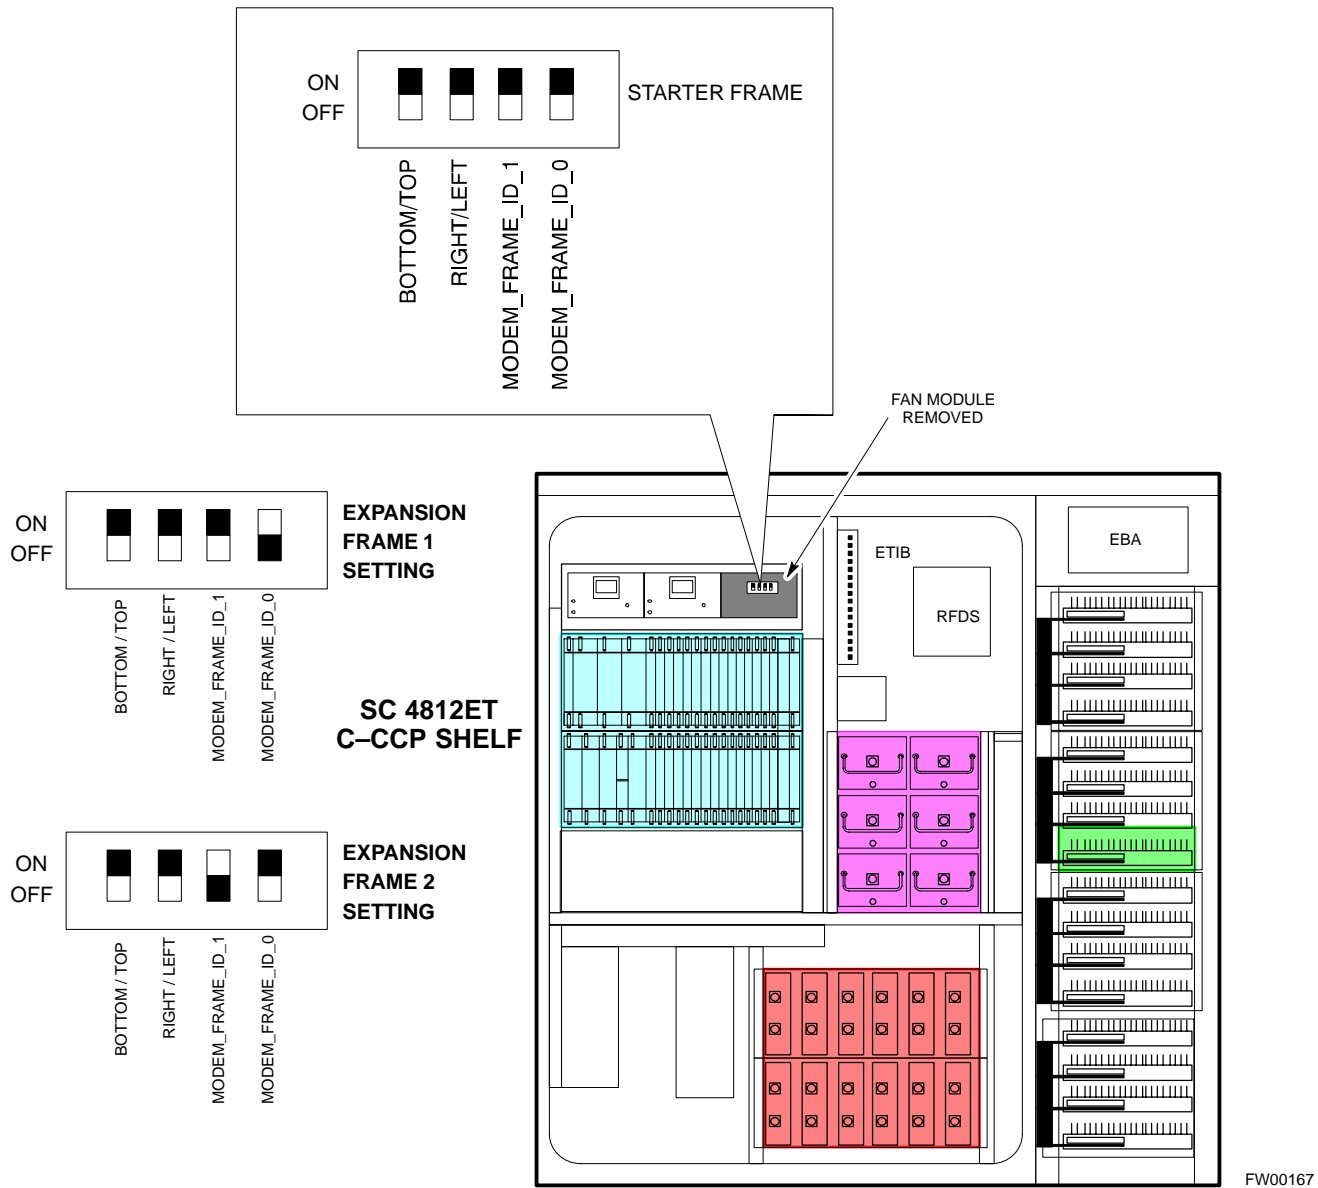 ON
OFF
STARTER FRAME
BOTTOM/TOP
RIGHT/LEFT
MODEM_FRAME_ID_1
MODEM_FRAME_ID_0
FAN MODULE
REMOVED
ON
OFF
EXPANSION
FRAME 1
SETTING
BOTTOM / TOP
RIGHT / LEFT
MODEM_FRAME_ID_1
MODEM_FRAME_ID_0
SC 4812ET
C–CCP SHELF
ETIB
RFDS
EBA
ON
OFF
EXPANSION
FRAME 2
SETTING
BOTTOM / TOP
RIGHT / LEFT
MODEM_FRAME_ID_1
MODEM_FRAME_ID_0
FW00167